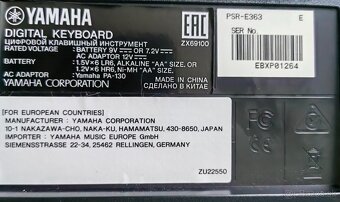 YAMAHA
DIGITAL KEYBOARD
ЦИФРОВОЙ КЛАВИШНЫЙ ИНСТРУМЕНТ
RATED VOLTAGE : BATTERY 9V ⎓ OR 7.2V ⎓
AC ADAPTOR 12V ⎓
BATTERY : 1.5V×6 LR6, ALKALINE "AA" SIZE, OR
1.2V×6 HR6, Ni-MH "AA" SIZE
AC ADAPTOR : Yamaha PA-130
YAMAHA CORPORATION
EAC
ZX69100
MADE IN CHINA
СДЕЛАНО В КИТАЕ
PSR-E363 E
SER No.
EBXP01264
[FOR EUROPEAN COUNTRIES]
MANUFACTURER : YAMAHA CORPORATION
10-1 NAKAZAWA-CHO, NAKA-KU, HAMAMATSU, 430-8650, JAPAN
IMPORTER : YAMAHA MUSIC EUROPE GmbH
SIEMENSSTRASSE 22-34, 25462 RELLINGEN, GERMANY
ZU22550
FC